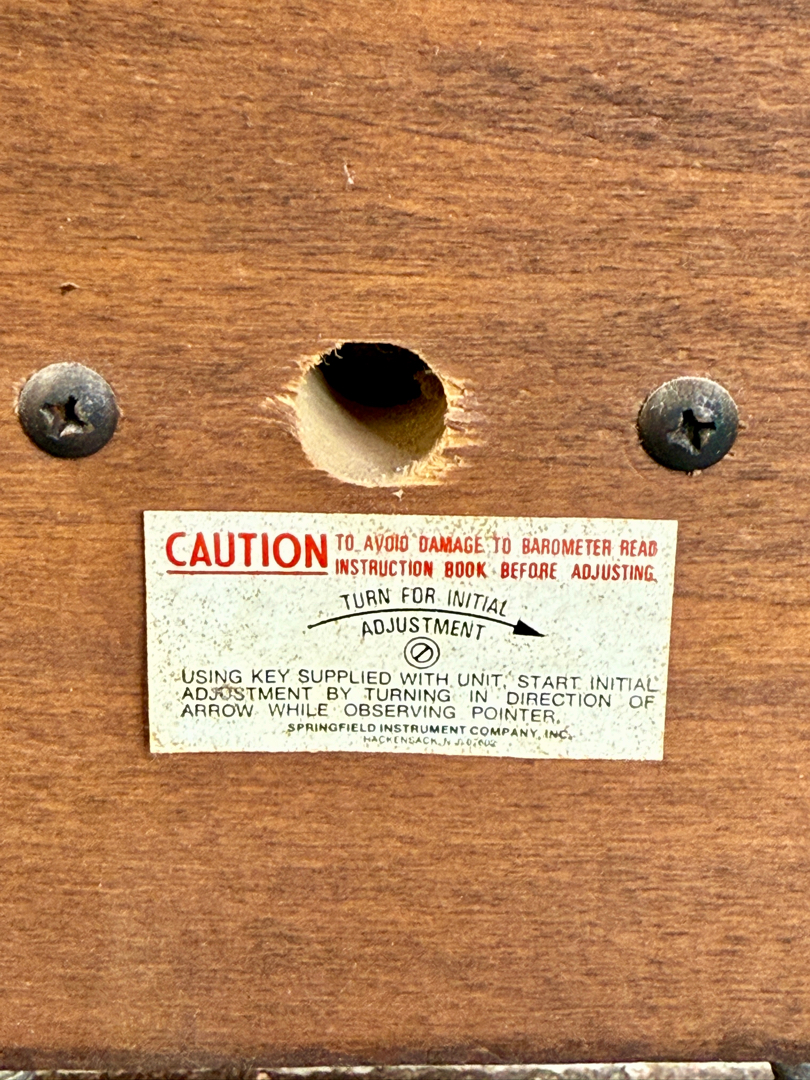 CAUTION TO AVOID DAMAGE TO BAROMETER READ
INSTRUCTION BOOK BEFORE ADJUSTING.
TURN FOR INITIAL
ADJUSTMENT
USING KEY SUPPLIED WITH UNIT, START INITIAL
ADJUSTMENT BY TURNING IN DIRECTION OF
ARROW WHILE OBSERVING POINTER.
SPRINGFIELD INSTRUMENT COMPANY, INC.
HACKENSACK, N.J.